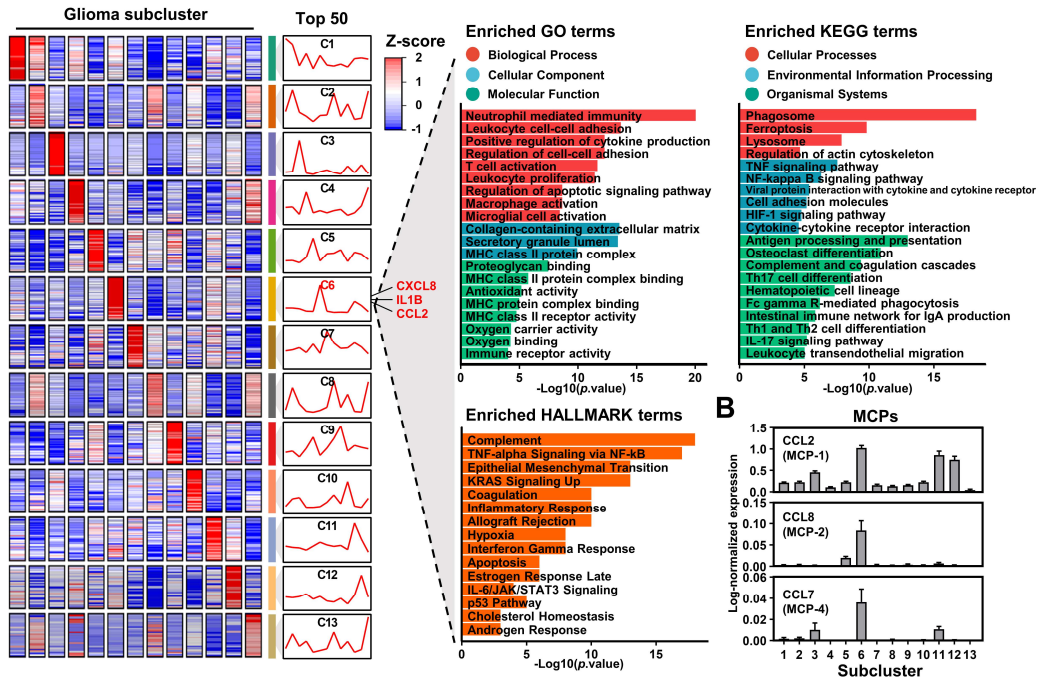 Glioma subcluster
Top 50
Z-score
2
1
0
-1
C1
C2
C3
C4
C5
C6
C7
C8
C9
C10
C11
C12
C13
CXCL8
IL1B
CCL2
Enriched GO terms
Biological Process
Cellular Component
Molecular Function
Neutrophil mediated immunity
Leukocyte cell-cell adhesion
Positive regulation of cytokine production
Regulation of cell-cell adhesion
T cell activation
Leukocyte proliferation
Regulation of apoptotic signaling pathway
Macrophage activation
Microglial cell activation
Collagen-containing extracellular matrix
Secretory granule lumen
MHC class II protein complex
Proteoglycan binding
MHC class II protein complex binding
Antioxidant activity
MHC protein complex binding
MHC class II receptor activity
Oxygen carrier activity
Oxygen binding
Immune receptor activity
0 5 10 15 20
-Log10(p.value)
Enriched KEGG terms
Cellular Processes
Environmental Information Processing
Organismal Systems
Phagosome
Ferroptosis
Lysosome
Regulation of actin cytoskeleton
TNF signaling pathway
NF-kappa B signaling pathway
Viral protein interaction with cytokine and cytokine receptor
Cell adhesion molecules
HIF-1 signaling pathway
Cytokine-cytokine receptor interaction
Antigen processing and presentation
Osteoclast differentiation
Complement and coagulation cascades
Th17 cell differentiation
Hematopoietic cell lineage
Fc gamma R-mediated phagocytosis
Intestinal immune network for IgA production
Th1 and Th2 cell differentiation
IL-17 signaling pathway
Leukocyte transendothelial migration
0 5 10 15
-Log10(p.value)
Enriched HALLMARK terms
Complement
TNF-alpha Signaling via NF-kB
Epithelial Mesenchymal Transition
KRAS Signaling Up
Coagulation
Inflammatory Response
Allograft Rejection
Hypoxia
Interferon Gamma Response
Apoptosis
Estrogen Response Late
IL-6/JAK/STAT3 Signaling
p53 Pathway
Cholesterol Homeostasis
Androgen Response
0 5 10 15
-Log10(p.value)
B
MCPs
Log-normalized expression
CCL2
(MCP-1)
1.5
1.0
0.5
0.0
CCL8
(MCP-2)
0.15
0.10
0.05
0.00
CCL7
(MCP-4)
0.06
0.04
0.02
0.00
1 2 3 4 5 6 7 8 9 10 11 12 13
Subcluster